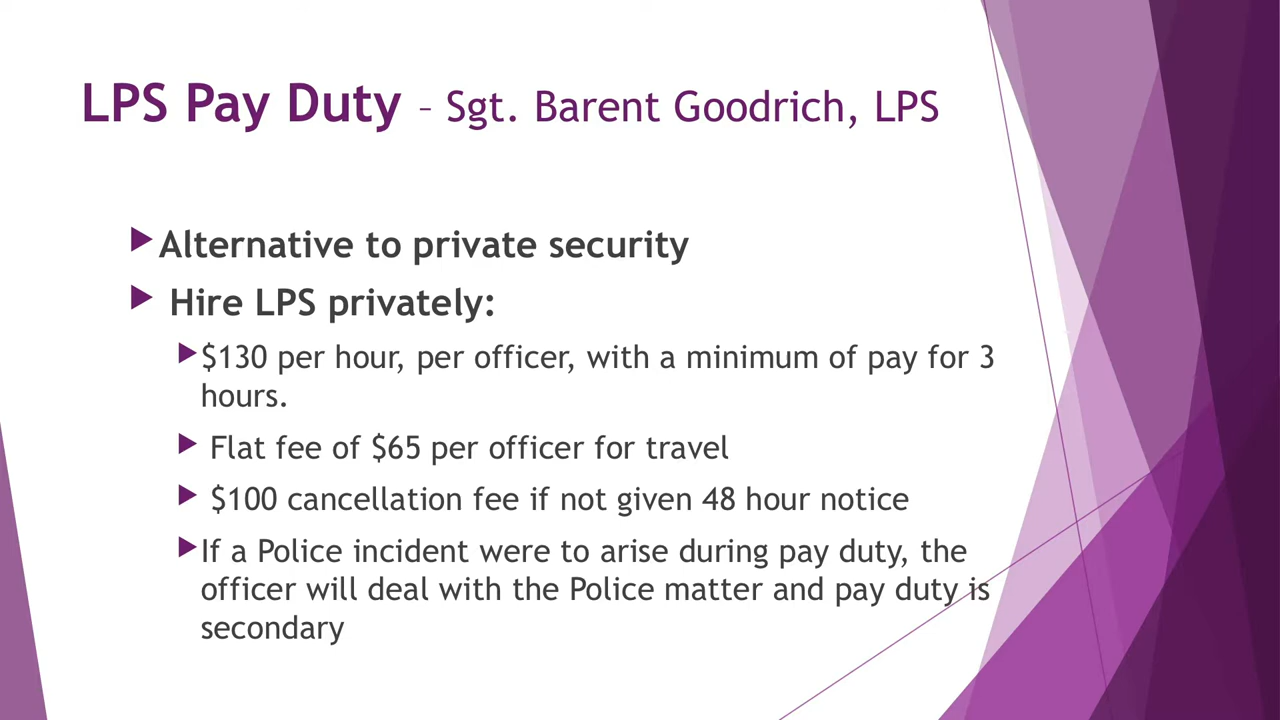 LPS Pay Duty – Sgt. Barent Goodrich, LPS
Alternative to private security
Hire LPS privately:
$130 per hour, per officer, with a minimum of pay for 3
hours.
Flat fee of $65 per officer for travel
$100 cancellation fee if not given 48 hour notice
If a Police incident were to arise during pay duty, the
officer will deal with the Police matter and pay duty is
secondary